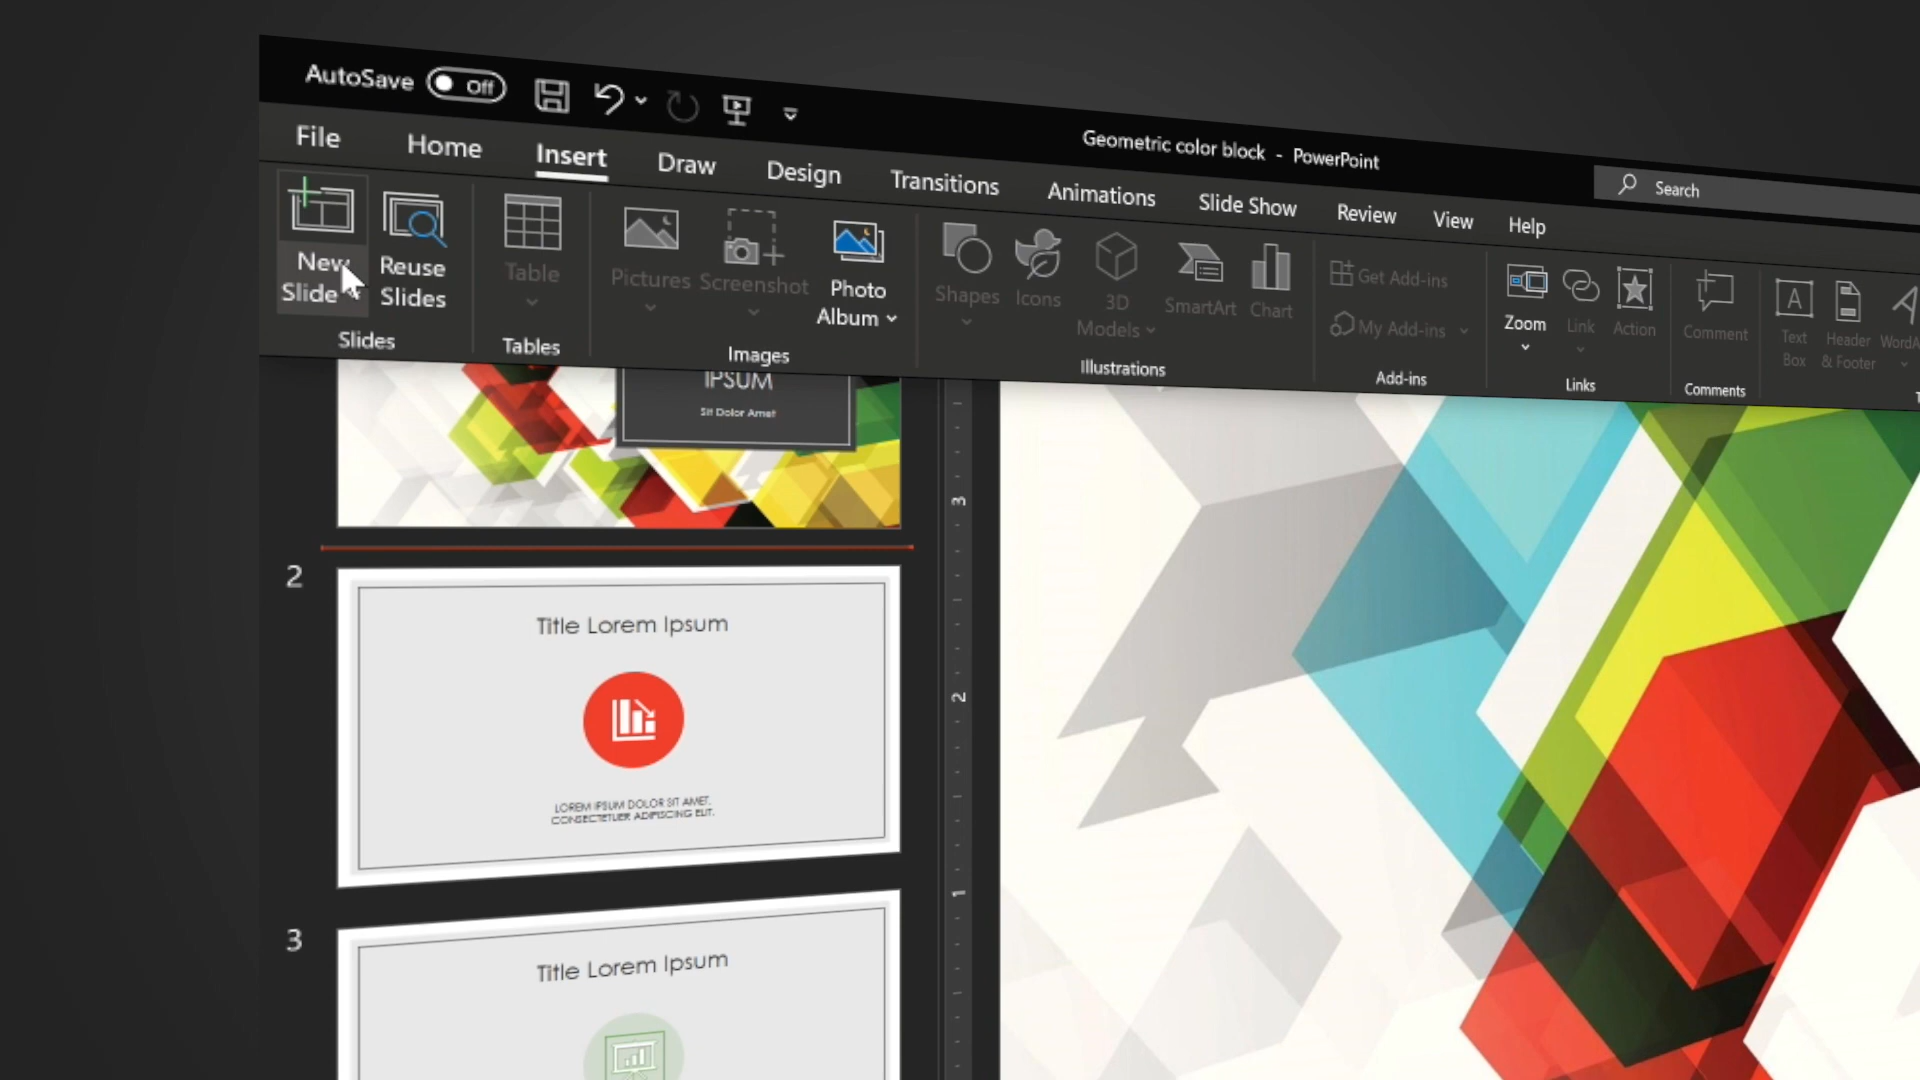 AutoSave Off
Geometric color block - PowerPoint
Search
File Home Insert Draw Design Transitions Animations Slide Show Review View Help
New Slide
Reuse Slides
Slides
Table
Tables
Pictures
Screenshot
Photo Album
Images
Shapes
Icons
3D Models
SmartArt
Chart
Illustrations
Get Add-ins
My Add-ins
Add-ins
Zoom
Link
Action
Links
Comment
Comments
Text Box
Header & Footer
IPSUM
Sit Dolor Amet
2
Title Lorem Ipsum
LOREM IPSUM DOLOR SIT AMET,
CONSECTETUER ADIPISCING ELIT.
3
Title Lorem Ipsum
3
2
1